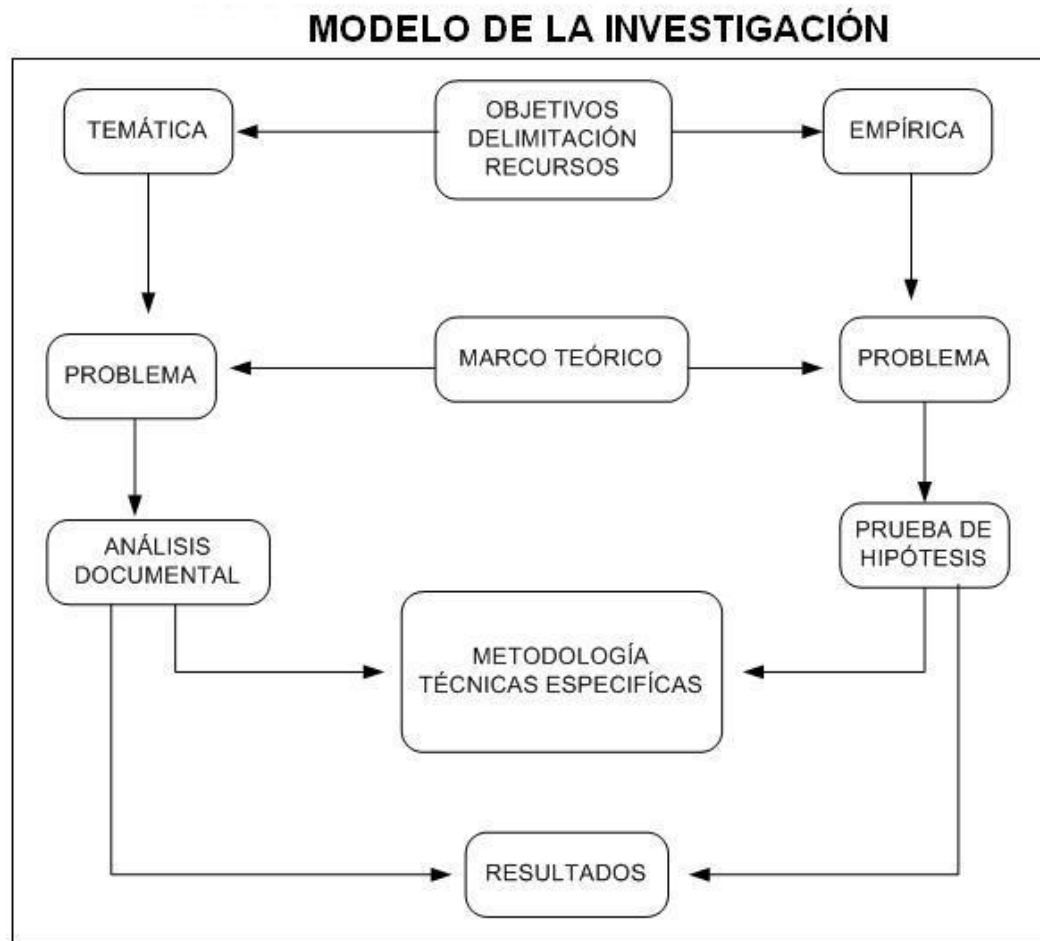 MODELO DE LA INVESTIGACIÓN
TEMÁTICA
OBJETIVOS
DELIMITACIÓN
RECURSOS
EMPÍRICA
PROBLEMA
MARCO TEÓRICO
PROBLEMA
ANÁLISIS
DOCUMENTAL
PRUEBA DE
HIPÓTESIS
METODOLOGÍA
TÉCNICAS ESPECIFÍCAS
RESULTADOS